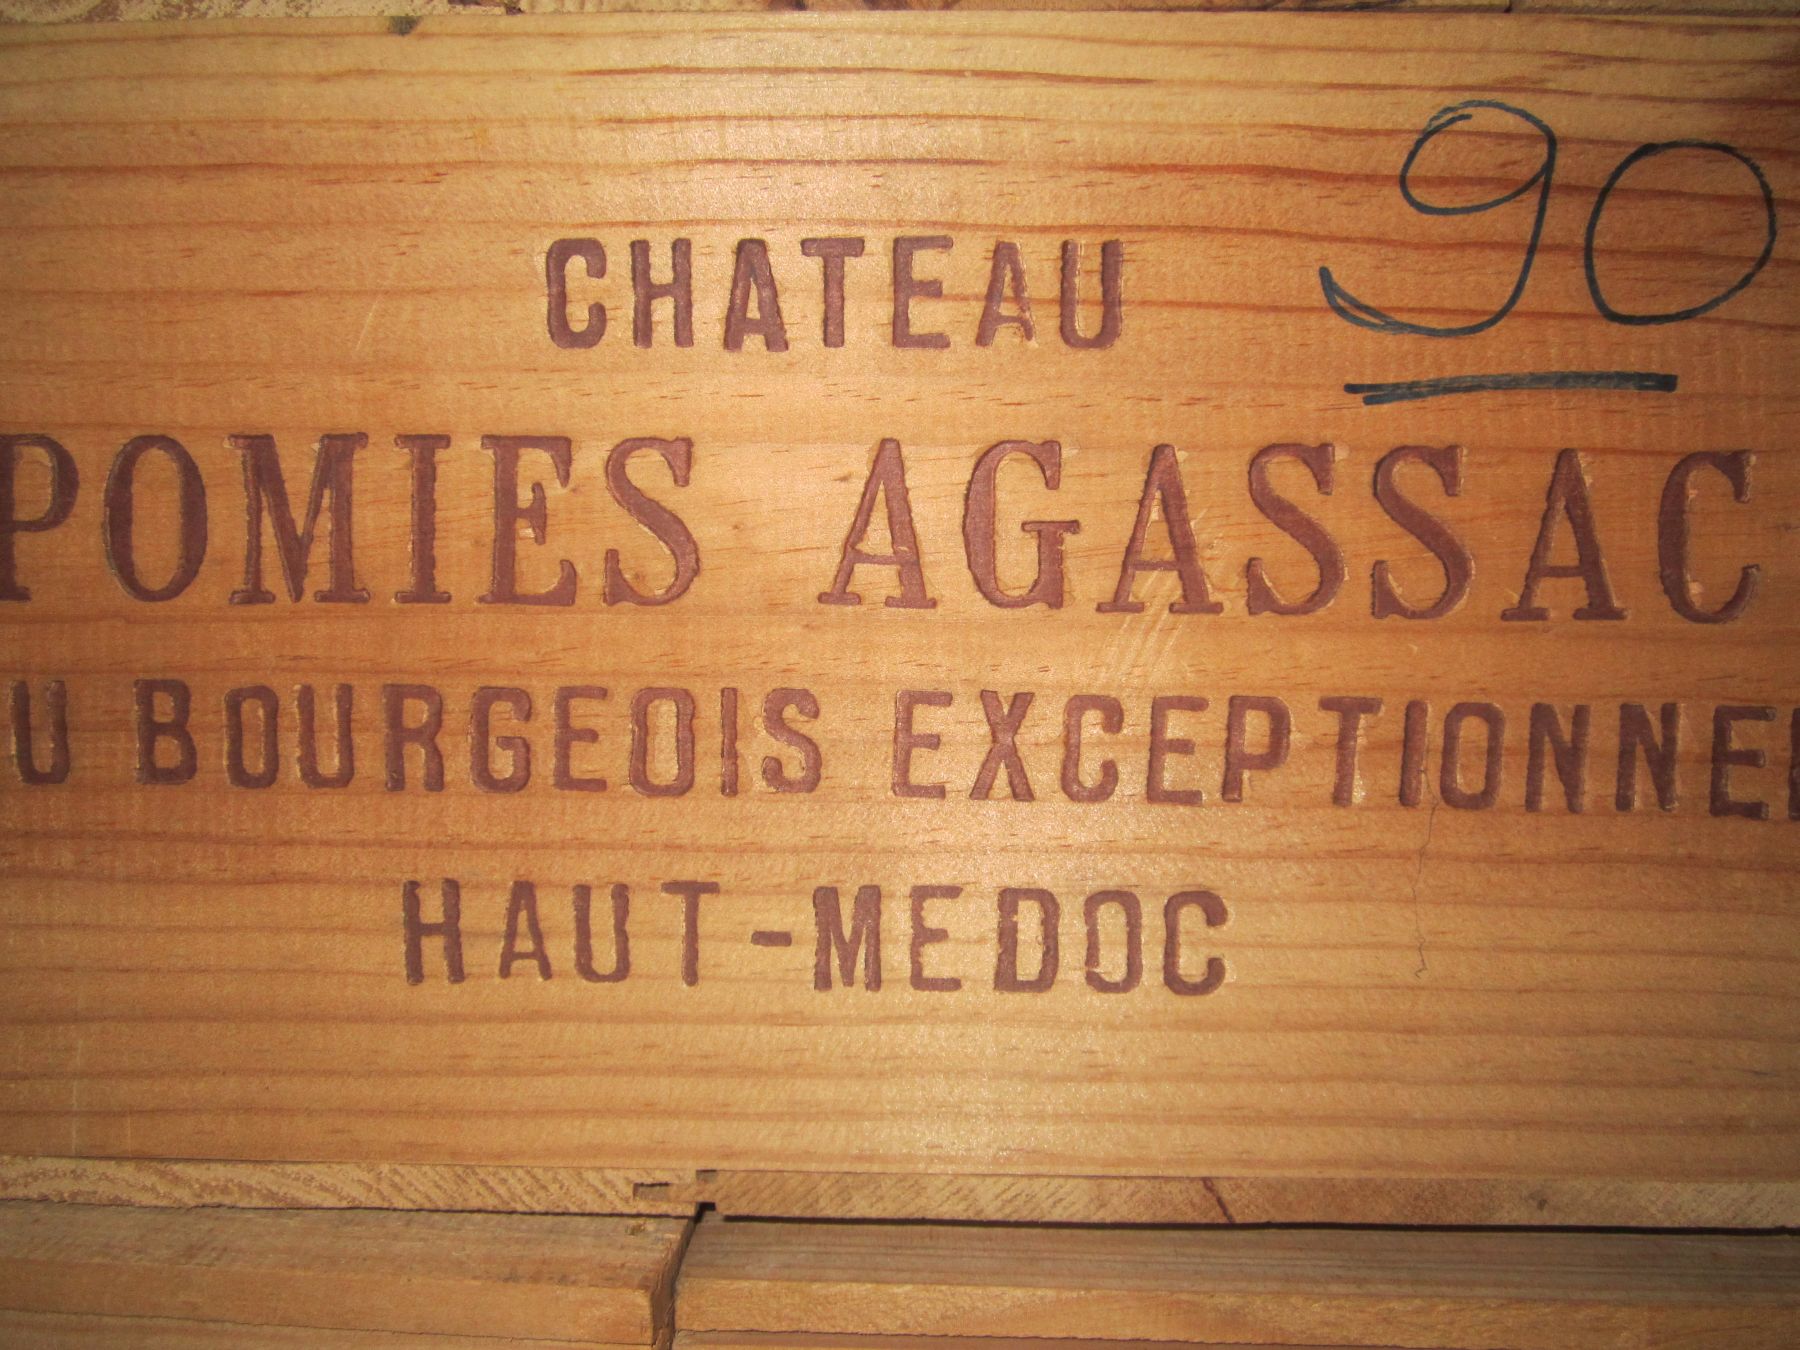 CHATEAU
90
POMIES AGASSAC
U BOURGEOIS EXCEPTIONNE
HAUT-MEDOC